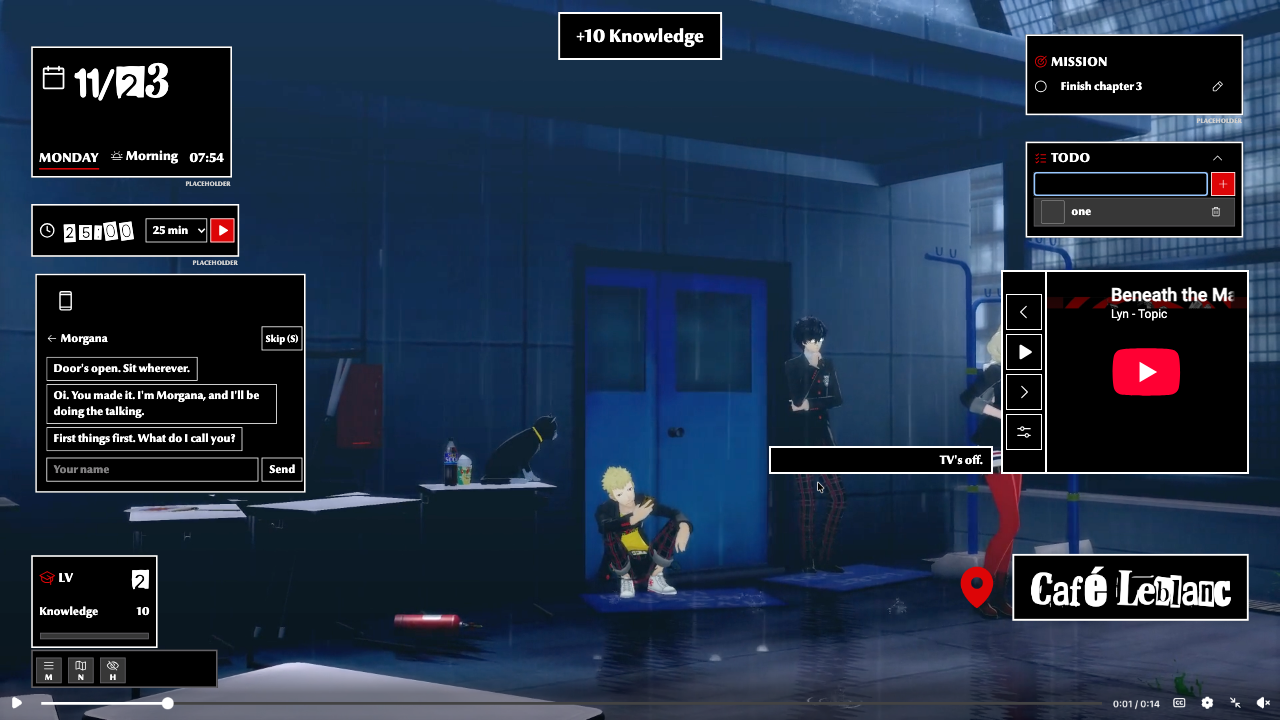 +10 Knowledge
11/23
MONDAY Morning 07:54
PLACEHOLDER
25:00 25 min
PLACEHOLDER
Morgana Skip (S)
Door's open. Sit wherever.
Oi. You made it. I'm Morgana, and I'll be
doing the talking.
First things first. What do I call you?
Your name Send
LV 2
Knowledge 10
M N H
MISSION
Finish chapter 3
PLACEHOLDER
TODO
one
Beneath the Ma
Lyn - Topic
TV's off.
Café Leblanc
0:01 / 0:14 CC